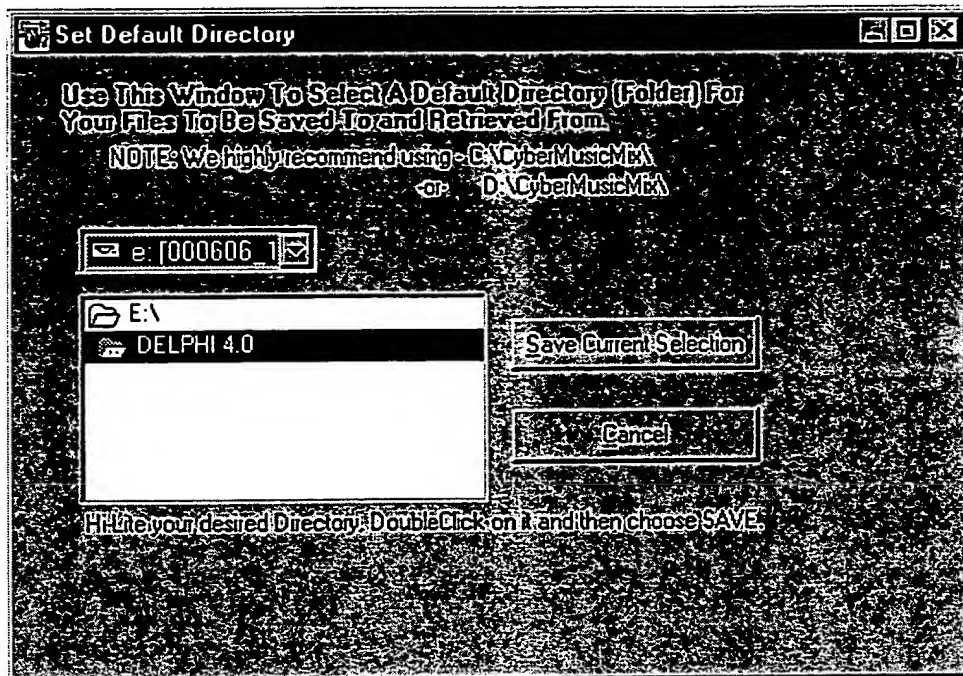 Set Default Directory
Use This Window To Select A Default Directory (Folder) For
Your Files To Be Saved To and Retrieved From.
NOTE: We highly recommend using - C:\CyberMusicMix\
-or- D:\CyberMusicMix\
e: [000606_1
E:\
DELPHI 4.0
Save Current Selection
Cancel
Hi-Lite your desired Directory, DoubleClick on it and then choose SAVE.